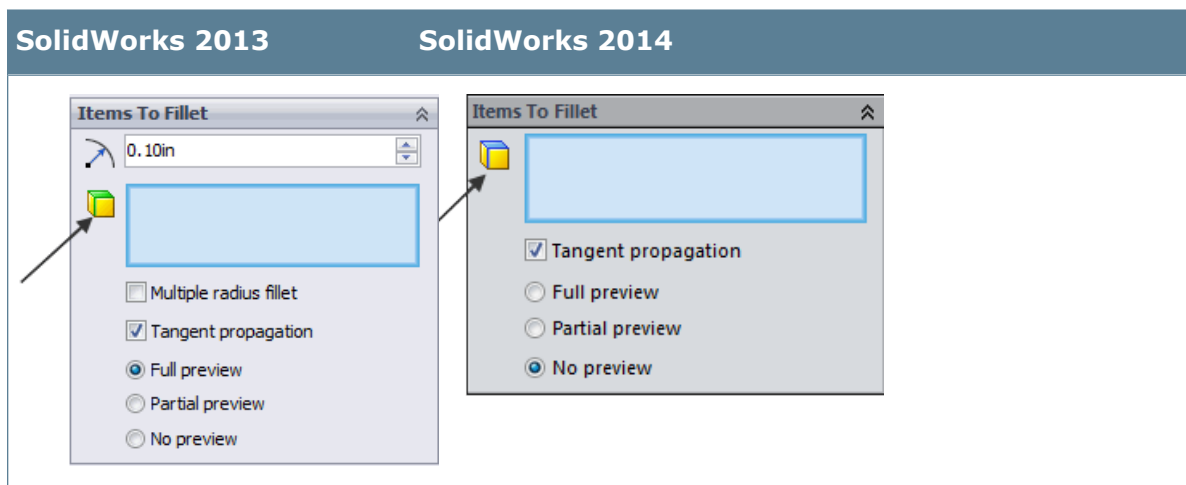 SolidWorks 2013 SolidWorks 2014
Items To Fillet
0.10in
Multiple radius fillet
Tangent propagation
Full preview
Partial preview
No preview
Items To Fillet
Tangent propagation
Full preview
Partial preview
No preview